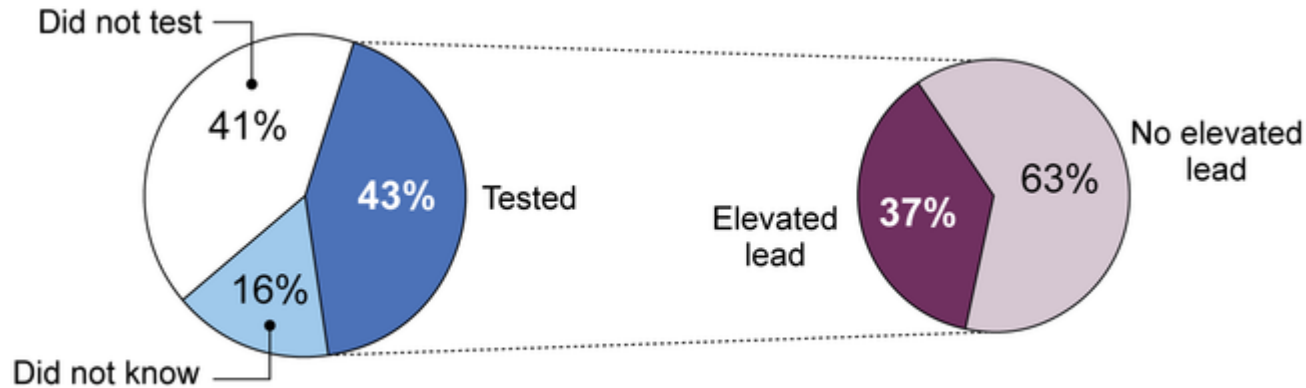 Did not test
41%
43%
Tested
16%
Did not know
No elevated
lead
63%
37%
Elevated
lead